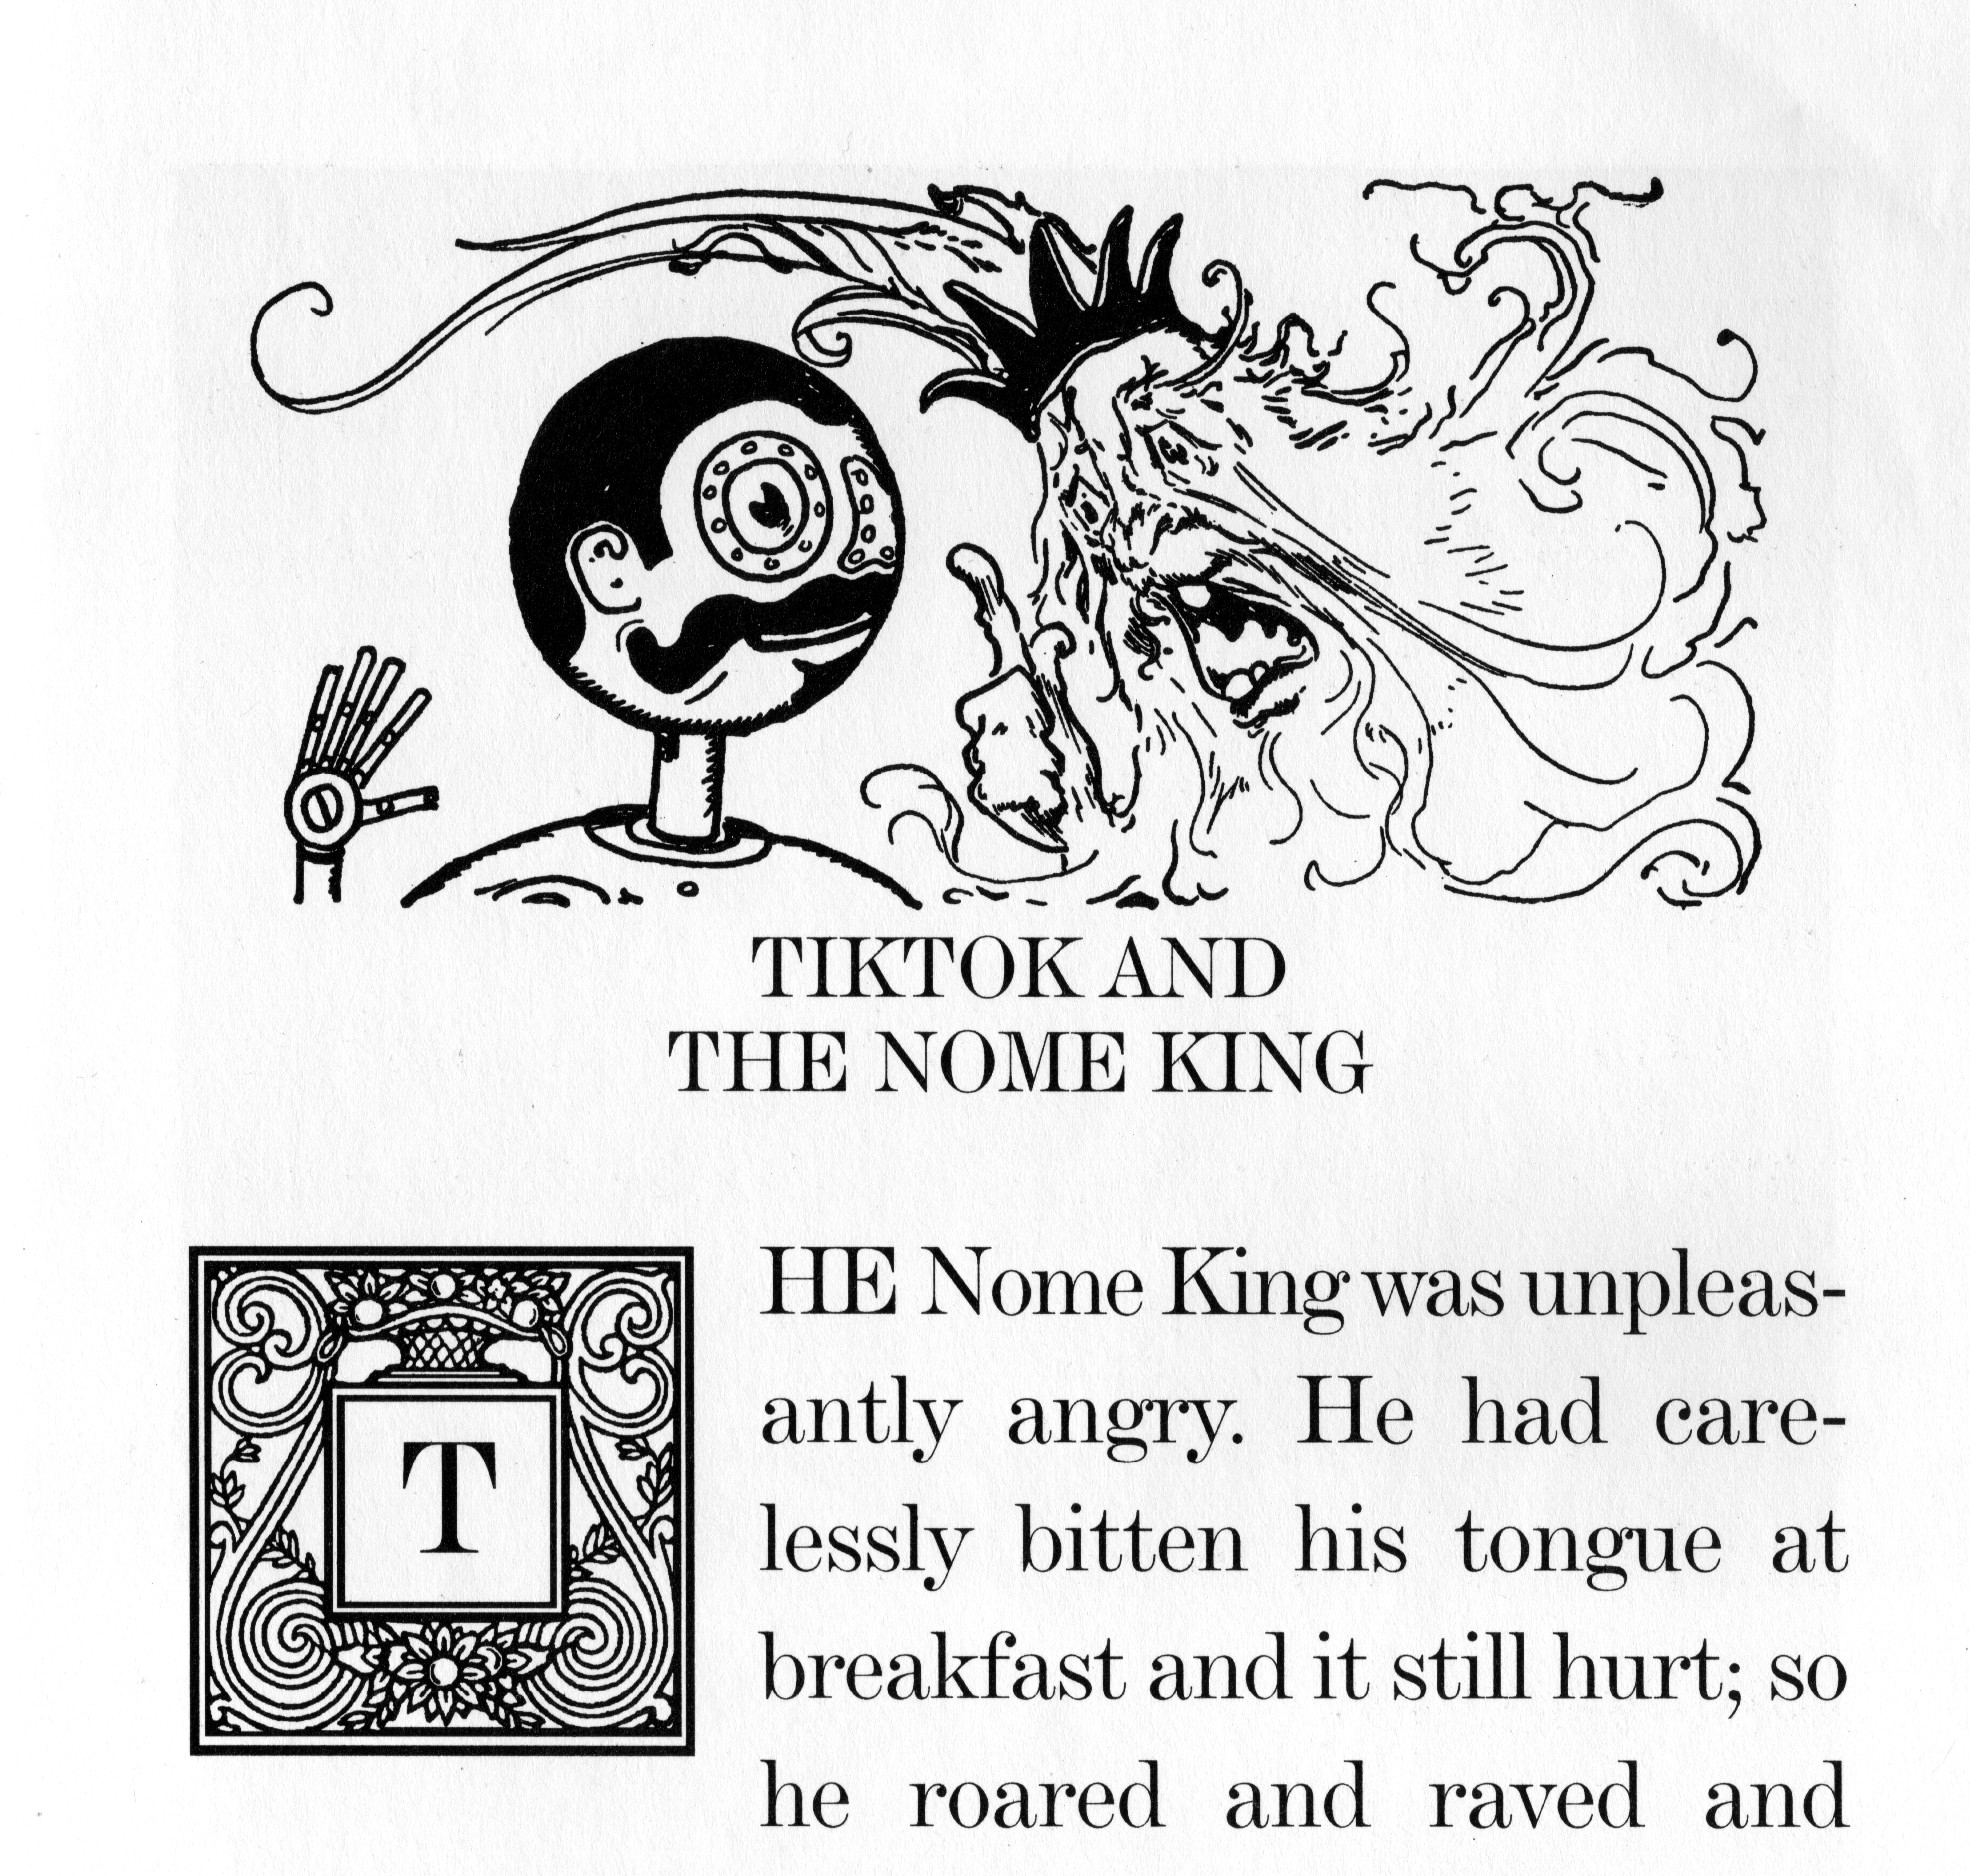 TIKTOK AND
THE NOME KING
THE Nome King was unpleas-
antly angry. He had care-
lessly bitten his tongue at
breakfast and it still hurt; so
he roared and raved and